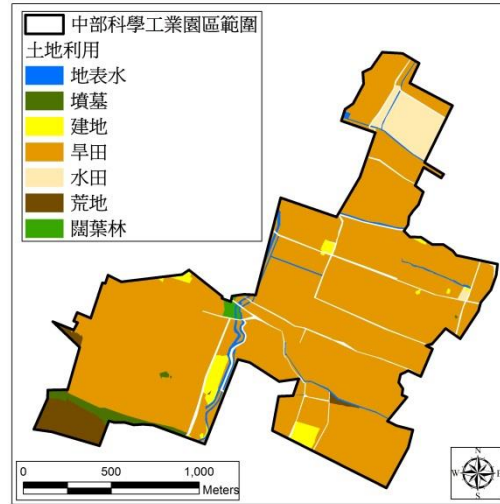 中部科學工業園區範圍
土地利用
地表水
墳墓
建地
旱田
水田
荒地
闊葉林
N
W E
S
0 500 1,000
Meters